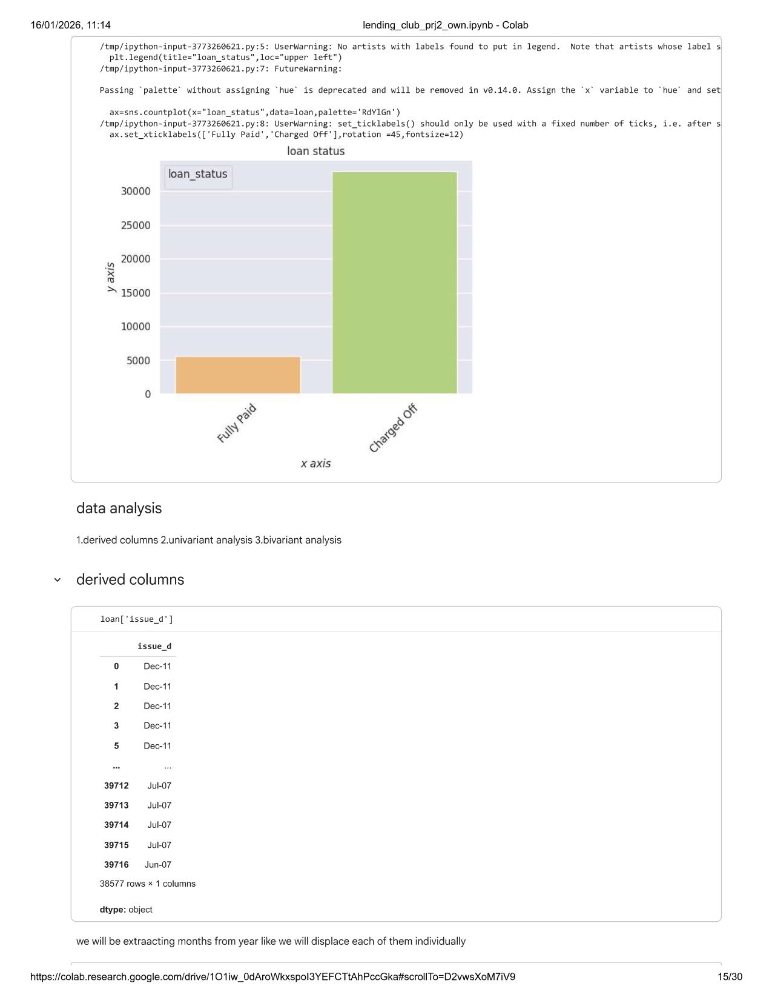 16/01/2026, 11:14 lending_club_prj2_own.ipynb - Colab
/tmp/ipython-input-3773260621.py:5: UserWarning: No artists with labels found to put in legend.  Note that artists whose label s
plt.legend(title="loan_status",loc="upper left")
/tmp/ipython-input-3773260621.py:7: FutureWarning:
Passing `palette` without assigning `hue` is deprecated and will be removed in v0.14.0. Assign the `x` variable to `hue` and set
ax=sns.countplot(x="loan_status",data=loan,palette='RdYlGn')
/tmp/ipython-input-3773260621.py:8: UserWarning: set_ticklabels() should only be used with a fixed number of ticks, i.e. after s
ax.set_xticklabels(['Fully Paid','Charged Off'],rotation =45,fontsize=12)
loan status
loan_status
30000
25000
20000
15000
10000
5000
0
y axis
Fully Paid
Charged Off
x axis
data analysis
1.derived columns 2.univariant analysis 3.bivariant analysis
derived columns
loan['issue_d']
issue_d
0 Dec-11
1 Dec-11
2 Dec-11
3 Dec-11
5 Dec-11
... ...
39712 Jul-07
39713 Jul-07
39714 Jul-07
39715 Jul-07
39716 Jun-07
38577 rows × 1 columns
dtype: object
we will be extraacting months from year like we will displace each of them individually
https://colab.research.google.com/drive/1O1iw_0dAroWkxspoI3YEFCTtAhPccGka#scrollTo=D2vwsXoM7iV9 15/30